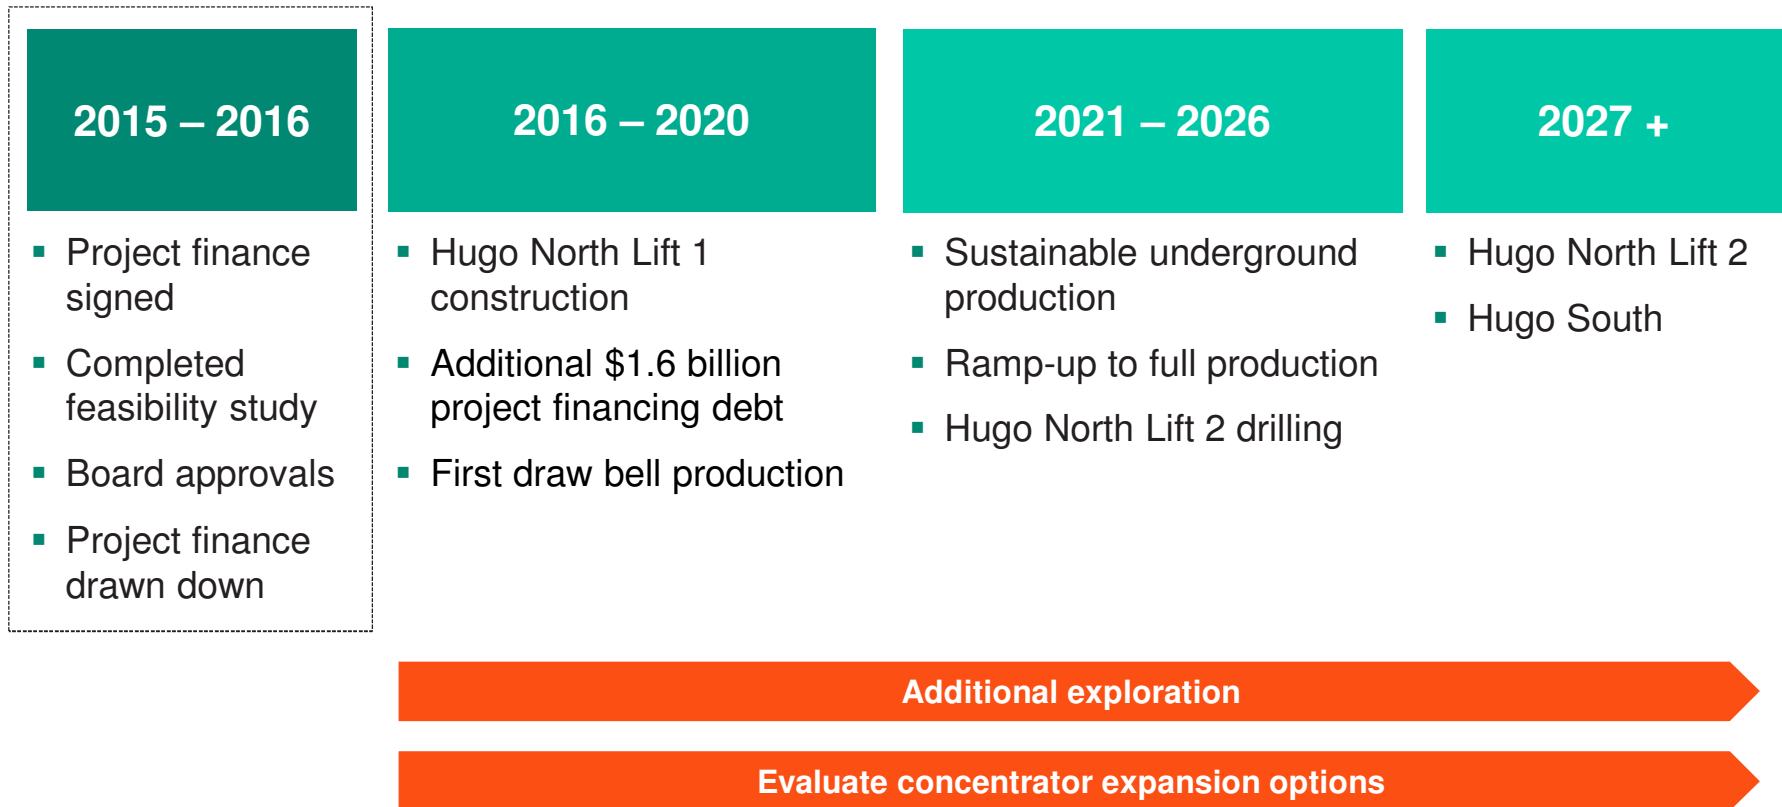 2015 – 2016
▪ Project finance
signed
▪ Completed
feasibility study
▪ Board approvals
▪ Project finance
drawn down
2016 – 2020
▪ Hugo North Lift 1
construction
▪ Additional $1.6 billion
project financing debt
▪ First draw bell production
2021 – 2026
▪ Sustainable underground
production
▪ Ramp-up to full production
▪ Hugo North Lift 2 drilling
2027 +
▪ Hugo North Lift 2
▪ Hugo South
Additional exploration
Evaluate concentrator expansion options